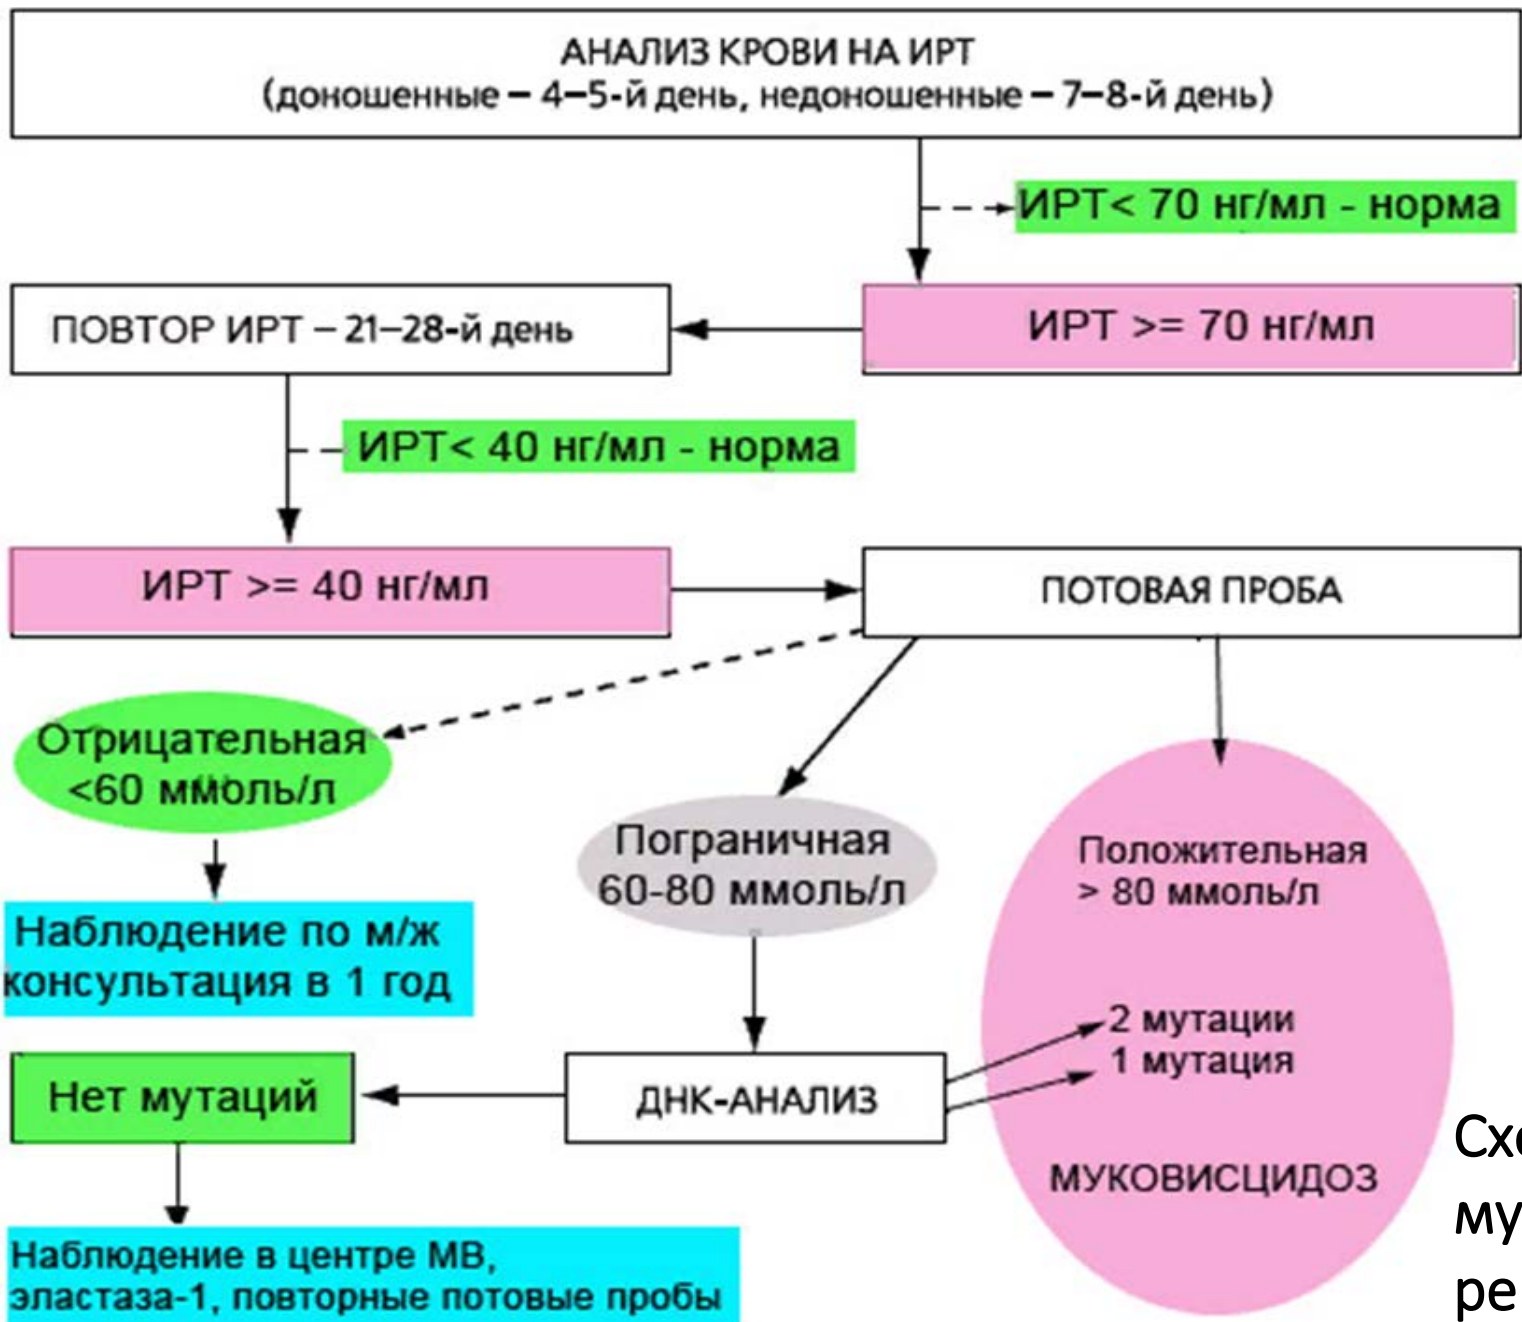 АНАЛИЗ КРОВИ НА ИРТ
(доношенные – 4–5-й день, недоношенные – 7–8-й день)
ИРТ< 70 нг/мл - норма
ПОВТОР ИРТ – 21–28-й день
ИРТ >= 70 нг/мл
ИРТ< 40 нг/мл - норма
ИРТ >= 40 нг/мл
ПОТОВАЯ ПРОБА
Отрицательная
<60 ммоль/л
Пограничная
60-80 ммоль/л
Положительная
> 80 ммоль/л
Наблюдение по м/ж
консультация в 1 год
2 мутации
1 мутация
Нет мутаций
ДНК-АНАЛИЗ
МУКОВИСЦИДОЗ
Наблюдение в центре МВ,
эластаза-1, повторные потовые пробы